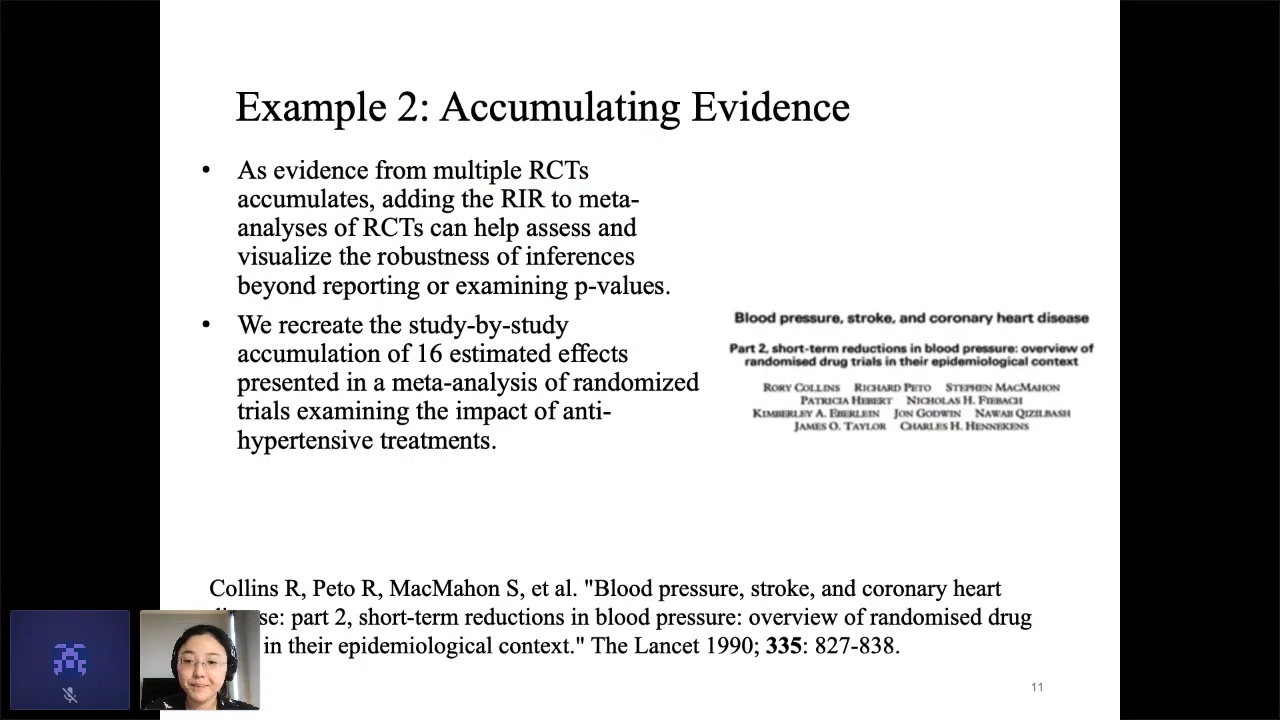 Example 2: Accumulating Evidence
• As evidence from multiple RCTs
accumulates, adding the RIR to meta-
analyses of RCTs can help assess and
visualize the robustness of inferences
beyond reporting or examining p-values.
• We recreate the study-by-study
accumulation of 16 estimated effects
presented in a meta-analysis of randomized
trials examining the impact of anti-
hypertensive treatments.
Blood pressure, stroke, and coronary heart disease
Part 2, short-term reductions in blood pressure: overview of
randomised drug trials in their epidemiological context
RORY COLLINS RICHARD PETO STEPHEN MACMAHON
PATRICIA HEBERT NICHOLAS H. FIEBACH
KIMBERLEY A. EBERLEIN JON GODWIN NAWAB QIZILBASH
JAMES O. TAYLOR CHARLES H. HENNEKENS
Collins R, Peto R, MacMahon S, et al. "Blood pressure, stroke, and coronary heart
se: part 2, short-term reductions in blood pressure: overview of randomised drug
in their epidemiological context." The Lancet 1990; 335: 827-838.
11